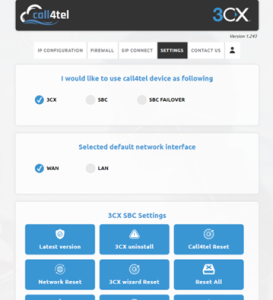 call4tel
3CX
Version 1.243
IP CONFIGURATION FIREWALL SIP CONNECT SETTINGS CONTACT US
I would like to use call4tel device as following
3CX SBC SBC FAILOVER
Selected default network interface
WAN LAN
3CX SBC Settings
Latest version 3CX uninstall Call4tel Reset
Network Reset 3CX wizard Reset Reset All